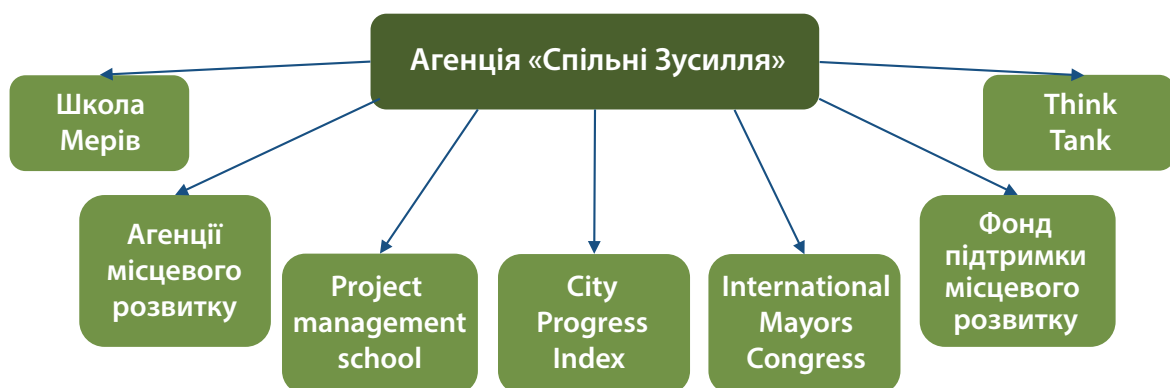 Агенція «Спільні Зусилля»
Школа
Мерів
Think
Tank
Агенції
місцевого
розвитку
Project
management
school
City
Progress
Index
International
Mayors
Congress
Фонд
підтримки
місцевого
розвитку